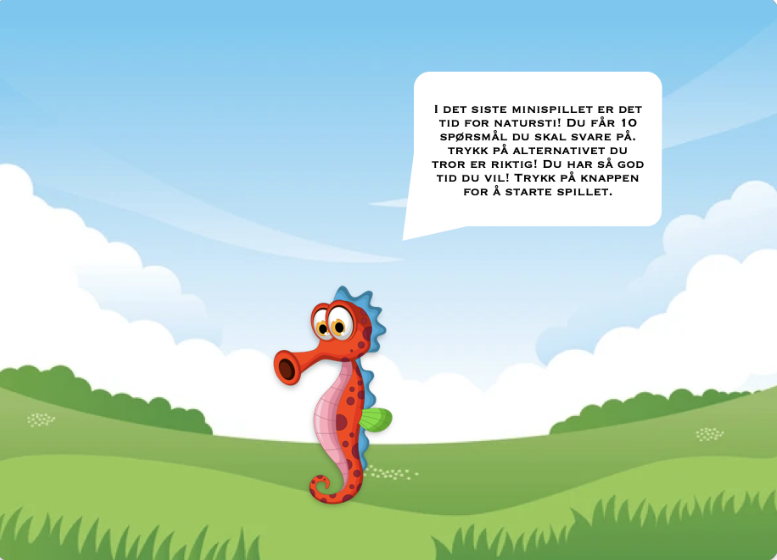 I DET SISTE MINISPILLET ER DET
TID FOR NATURSTI! DU FÅR 10
SPØRSMÅL DU SKAL SVARE PÅ.
TRYKK PÅ ALTERNATIVET DU
TROR ER RIKTIG! DU HAR SÅ GOD
TID DU VIL! TRYKK PÅ KNAPPEN
FOR Å STARTE SPILLET.